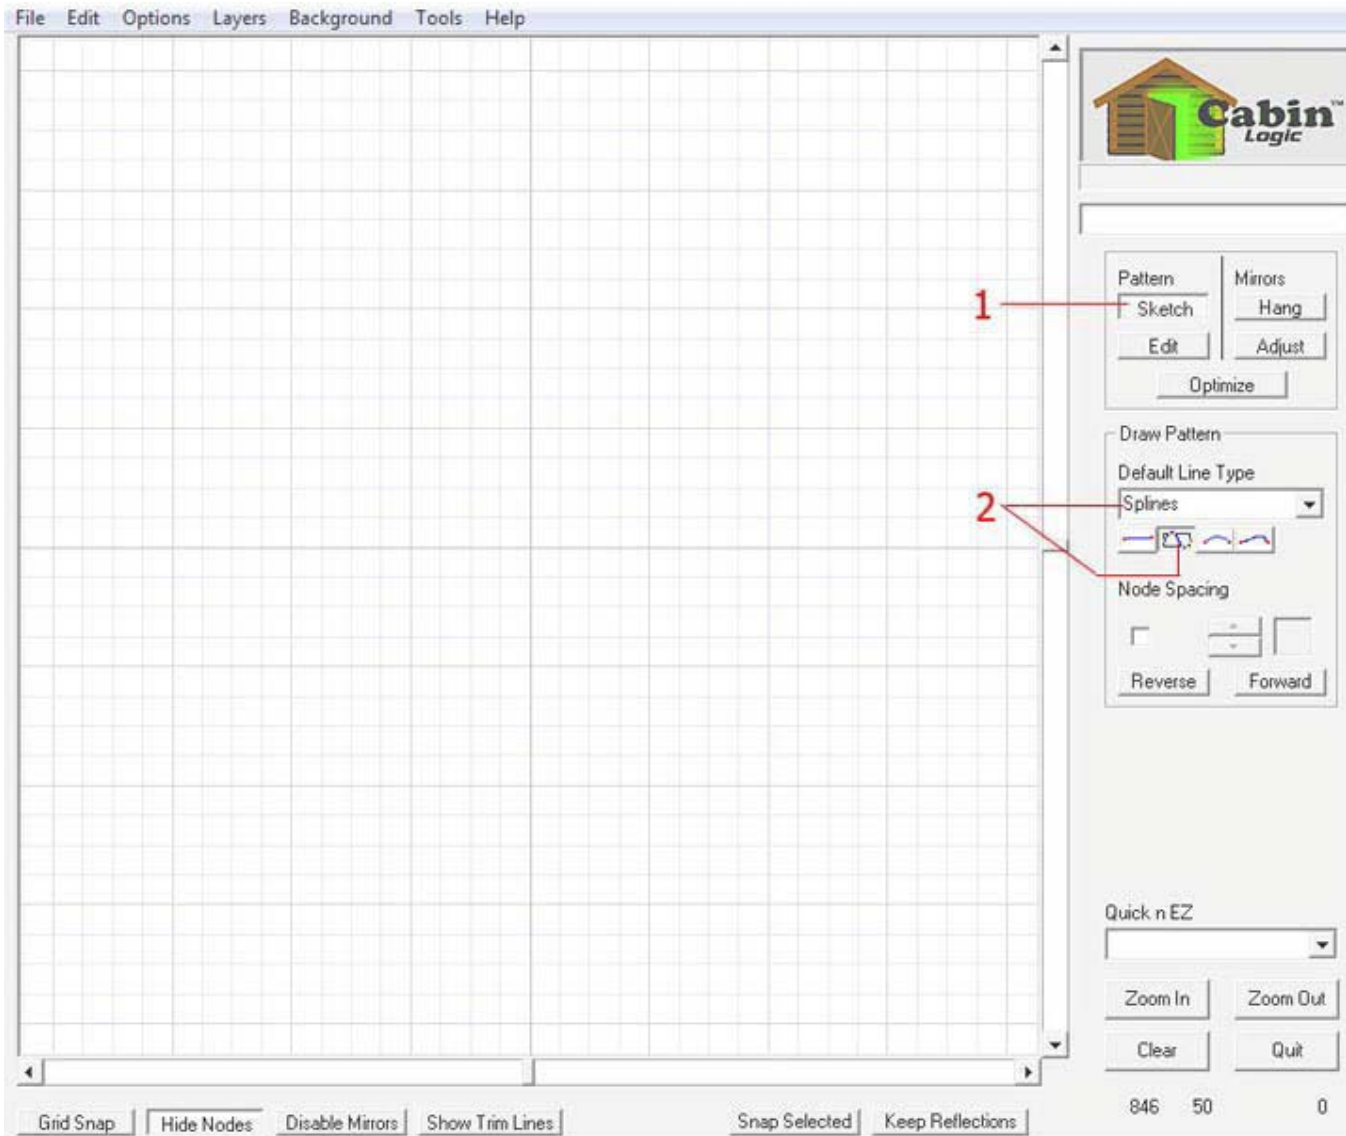 File Edit Options Layers Background Tools Help
Cabin™
Logic
Pattern Mirrors
1 Sketch Hang
Edit Adjust
Optimize
Draw Pattern
Default Line Type
2 Splines
Node Spacing
Reverse Forward
Quick n EZ
Zoom In Zoom Out
Clear Quit
846 50 0
Grid Snap Hide Nodes Disable Mirrors Show Trim Lines Snap Selected Keep Reflections